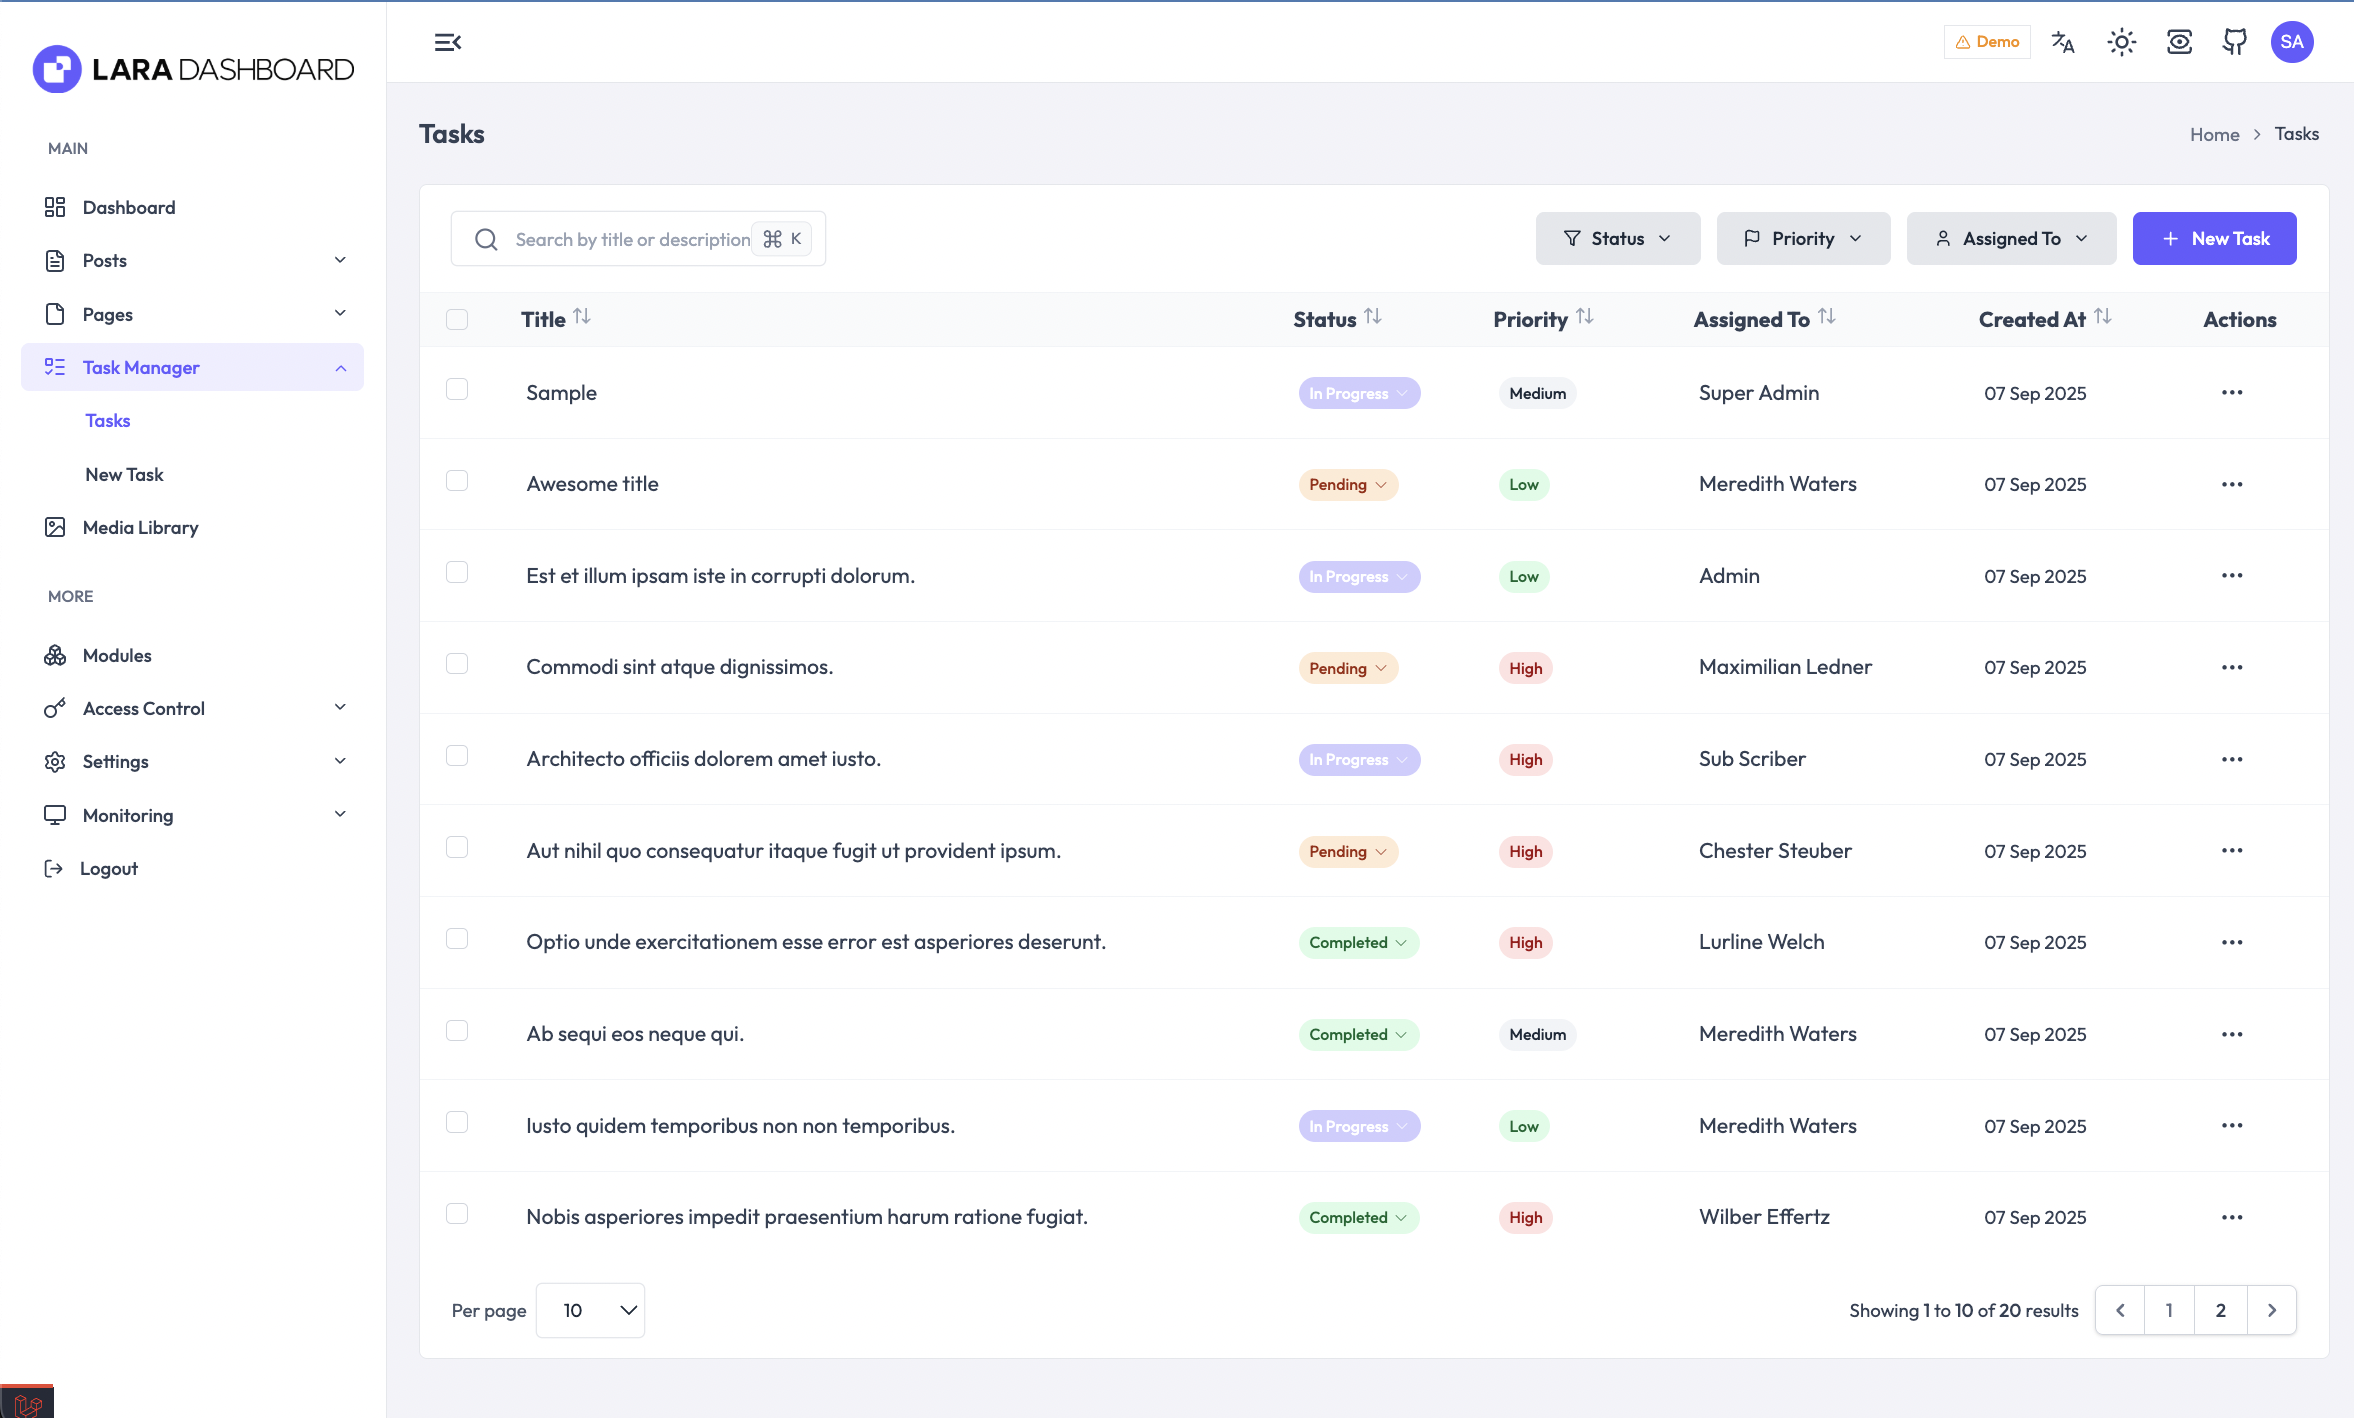 LARA DASHBOARD
MAIN
Dashboard
Posts
Pages
Task Manager
Tasks
New Task
Media Library
MORE
Modules
Access Control
Settings
Monitoring
Logout
Demo
SA
Tasks
Home > Tasks
Search by title or description ⌘ K
Status
Priority
Assigned To
+ New Task
Title Status Priority Assigned To Created At Actions
Sample In Progress Medium Super Admin 07 Sep 2025
Awesome title Pending Low Meredith Waters 07 Sep 2025
Est et illum ipsam iste in corrupti dolorum. In Progress Low Admin 07 Sep 2025
Commodi sint atque dignissimos. Pending High Maximilian Ledner 07 Sep 2025
Architecto officiis dolorem amet iusto. In Progress High Sub Scriber 07 Sep 2025
Aut nihil quo consequatur itaque fugit ut provident ipsum. Pending High Chester Steuber 07 Sep 2025
Optio unde exercitationem esse error est asperiores deserunt. Completed High Lurline Welch 07 Sep 2025
Ab sequi eos neque qui. Completed Medium Meredith Waters 07 Sep 2025
Iusto quidem temporibus non non temporibus. In Progress Low Meredith Waters 07 Sep 2025
Nobis asperiores impedit praesentium harum ratione fugiat. Completed High Wilber Effertz 07 Sep 2025
Per page 10
Showing 1 to 10 of 20 results
1 2